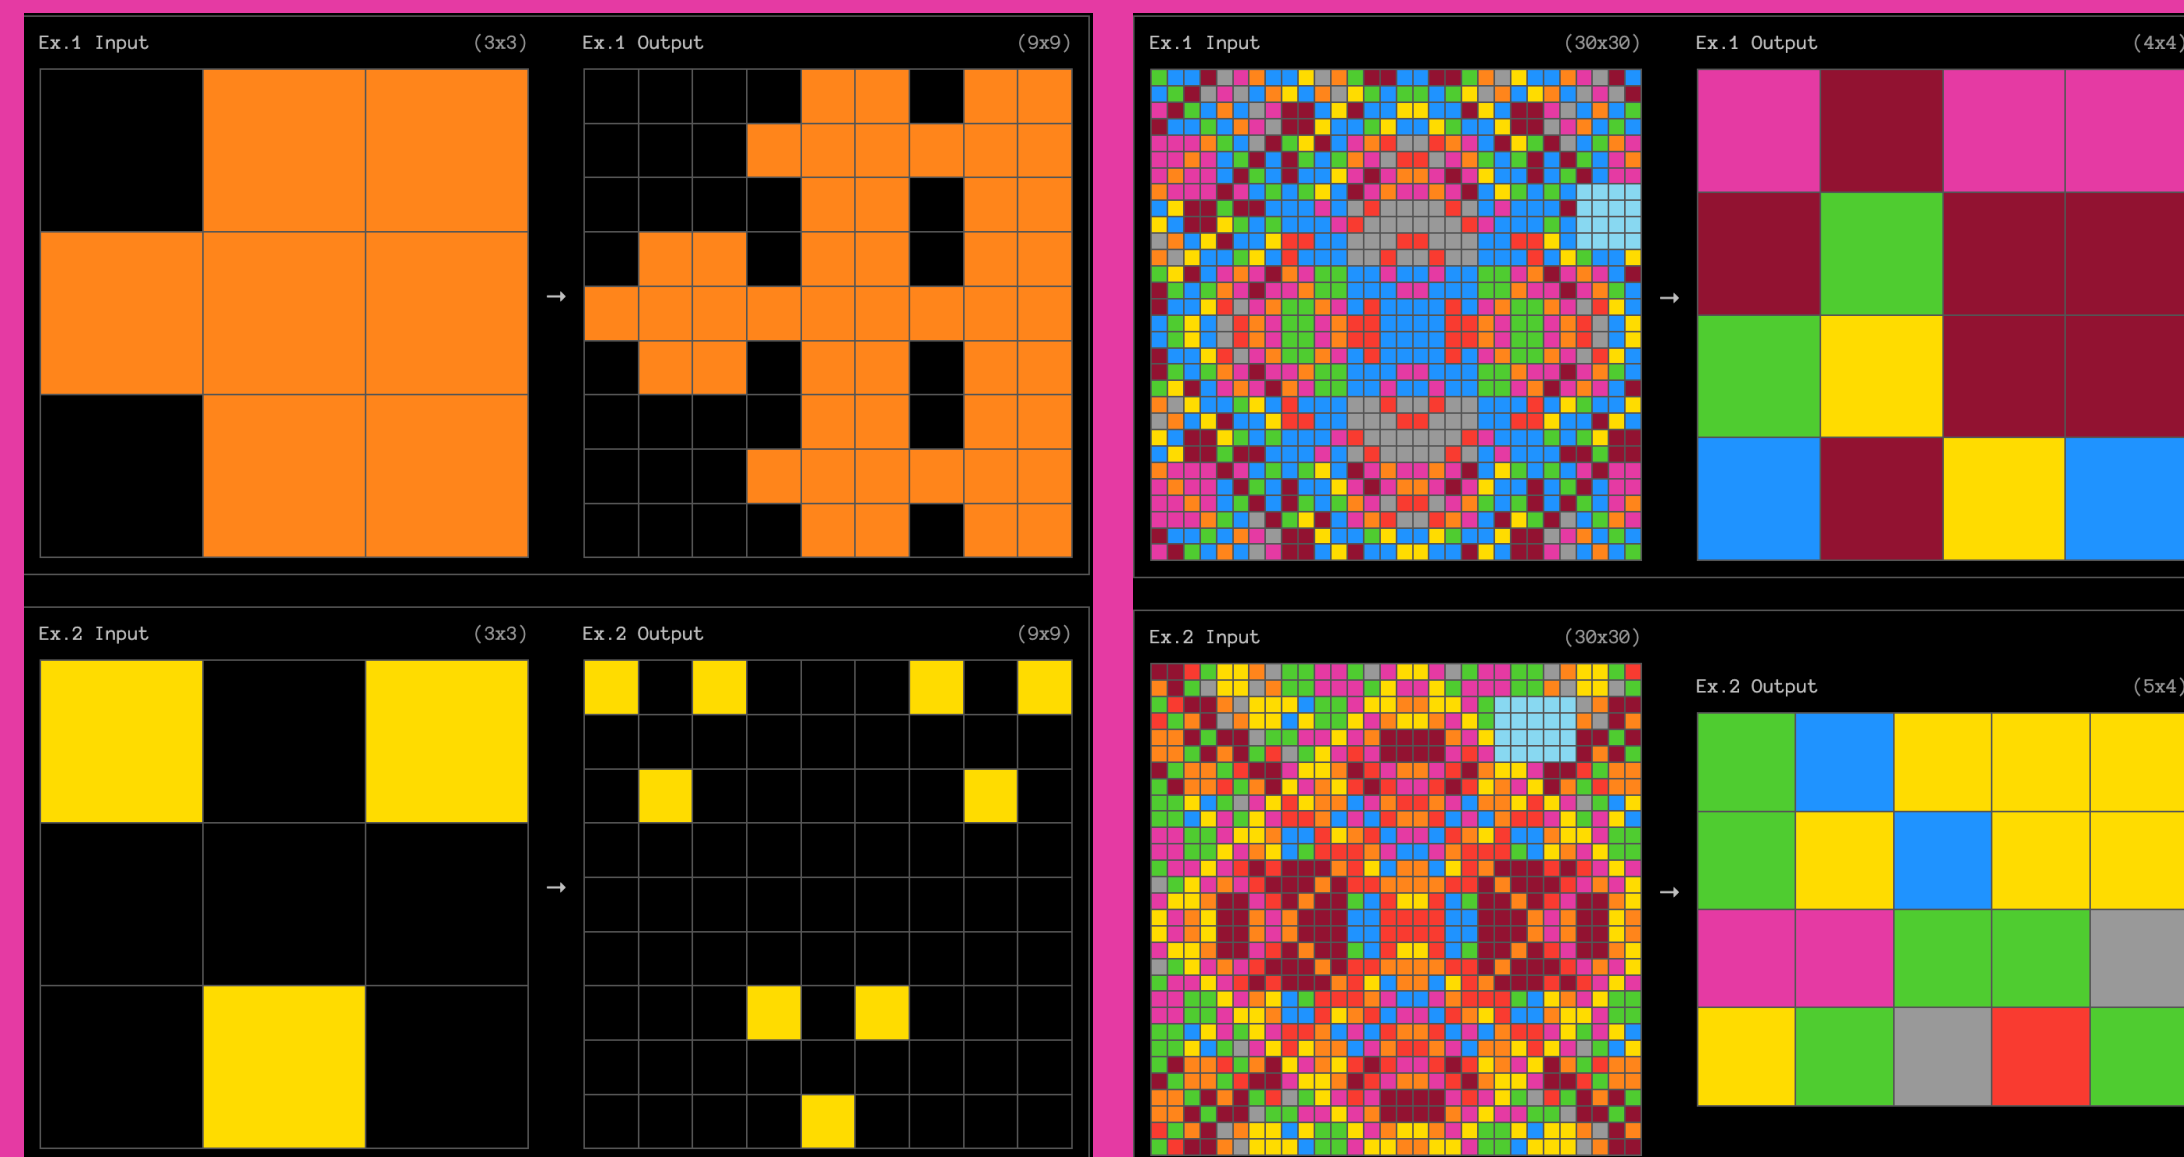 Ex.1 Input (3x3) Ex.1 Output (9x9)
→
Ex.2 Input (3x3) Ex.2 Output (9x9)
→
Ex.1 Input (30x30) Ex.1 Output (4x4)
→
Ex.2 Input (30x30)
Ex.2 Output (5x4)
→